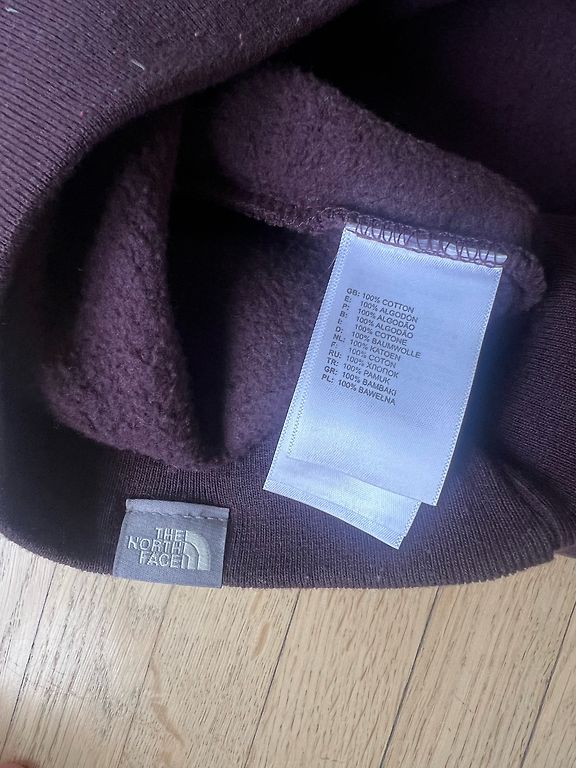 GB: 100% COTTON
E: 100% ALGODÓN
P: 100% ALGODÃO
B: 100% ALGODÃO
I: 100% COTONE
D: 100% BAUMWOLLE
NL: 100% KATOEN
F: 100% COTON
RU: 100% ХЛОПОК
TR: 100% PAMUK
GR: 100% BAMBAKI
PL: 100% BAWEŁNA
THE
NORTH
FACE